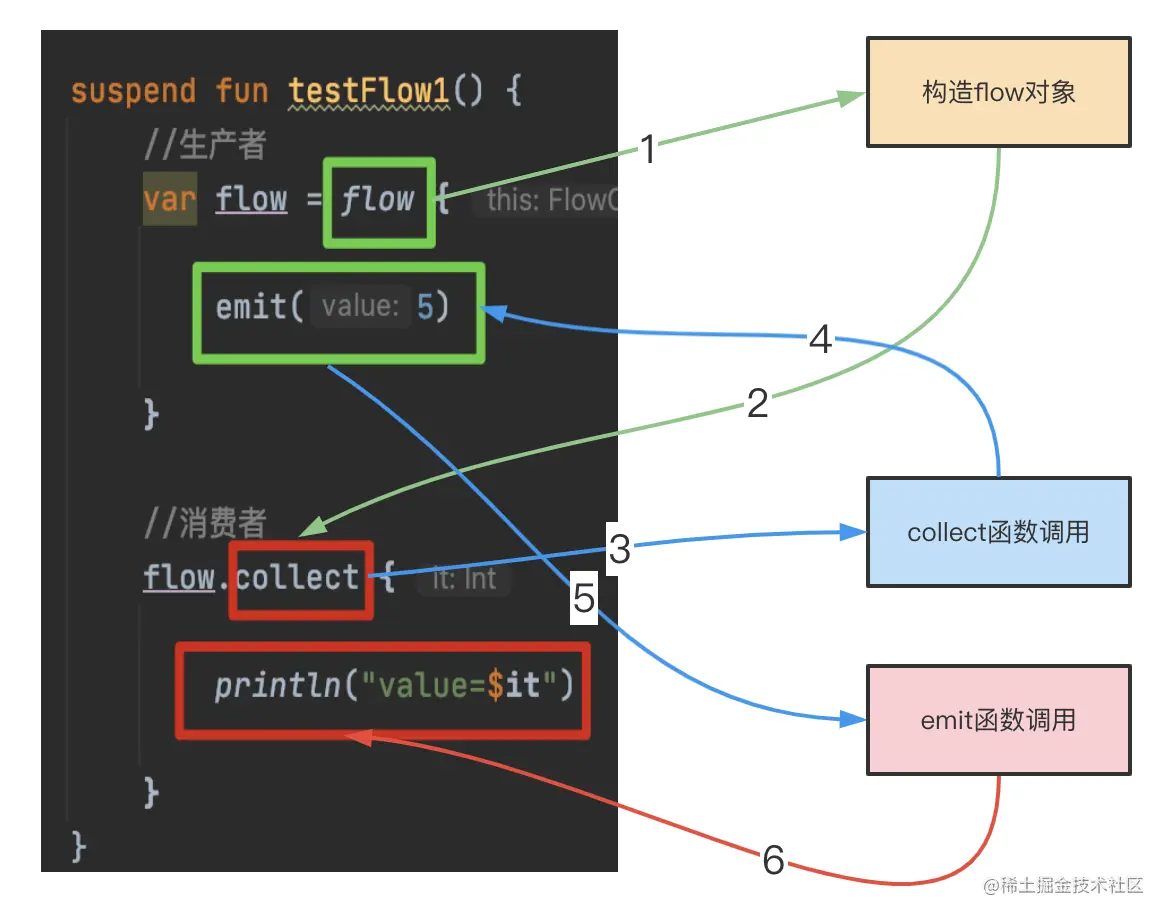 suspend fun testFlow1() {
//生产者
var flow = flow { this: FlowC
emit( value: 5)
}
//消费者
flow.collect { it: Int
println("value=$it")
}
}
1
2
3
4
5
6
构造flow对象
collect函数调用
emit函数调用
@稀土掘金技术社区